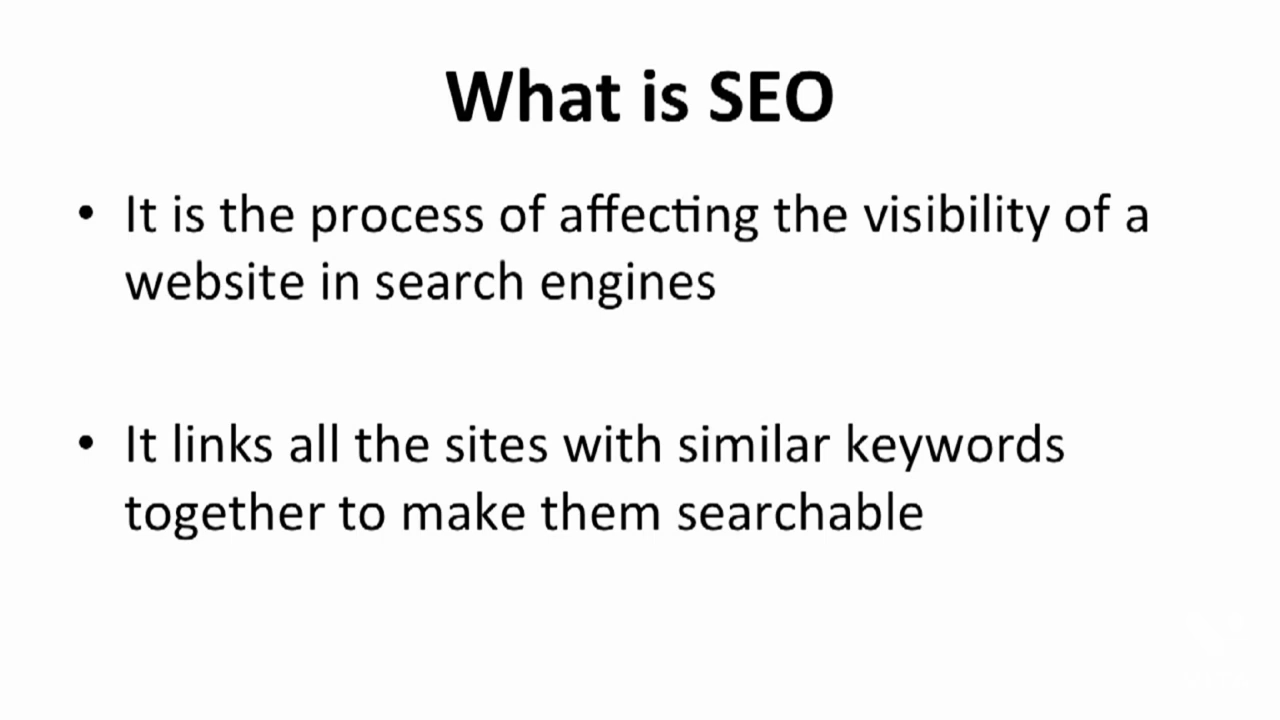 What is SEO
• It is the process of affecting the visibility of a
website in search engines
• It links all the sites with similar keywords
together to make them searchable